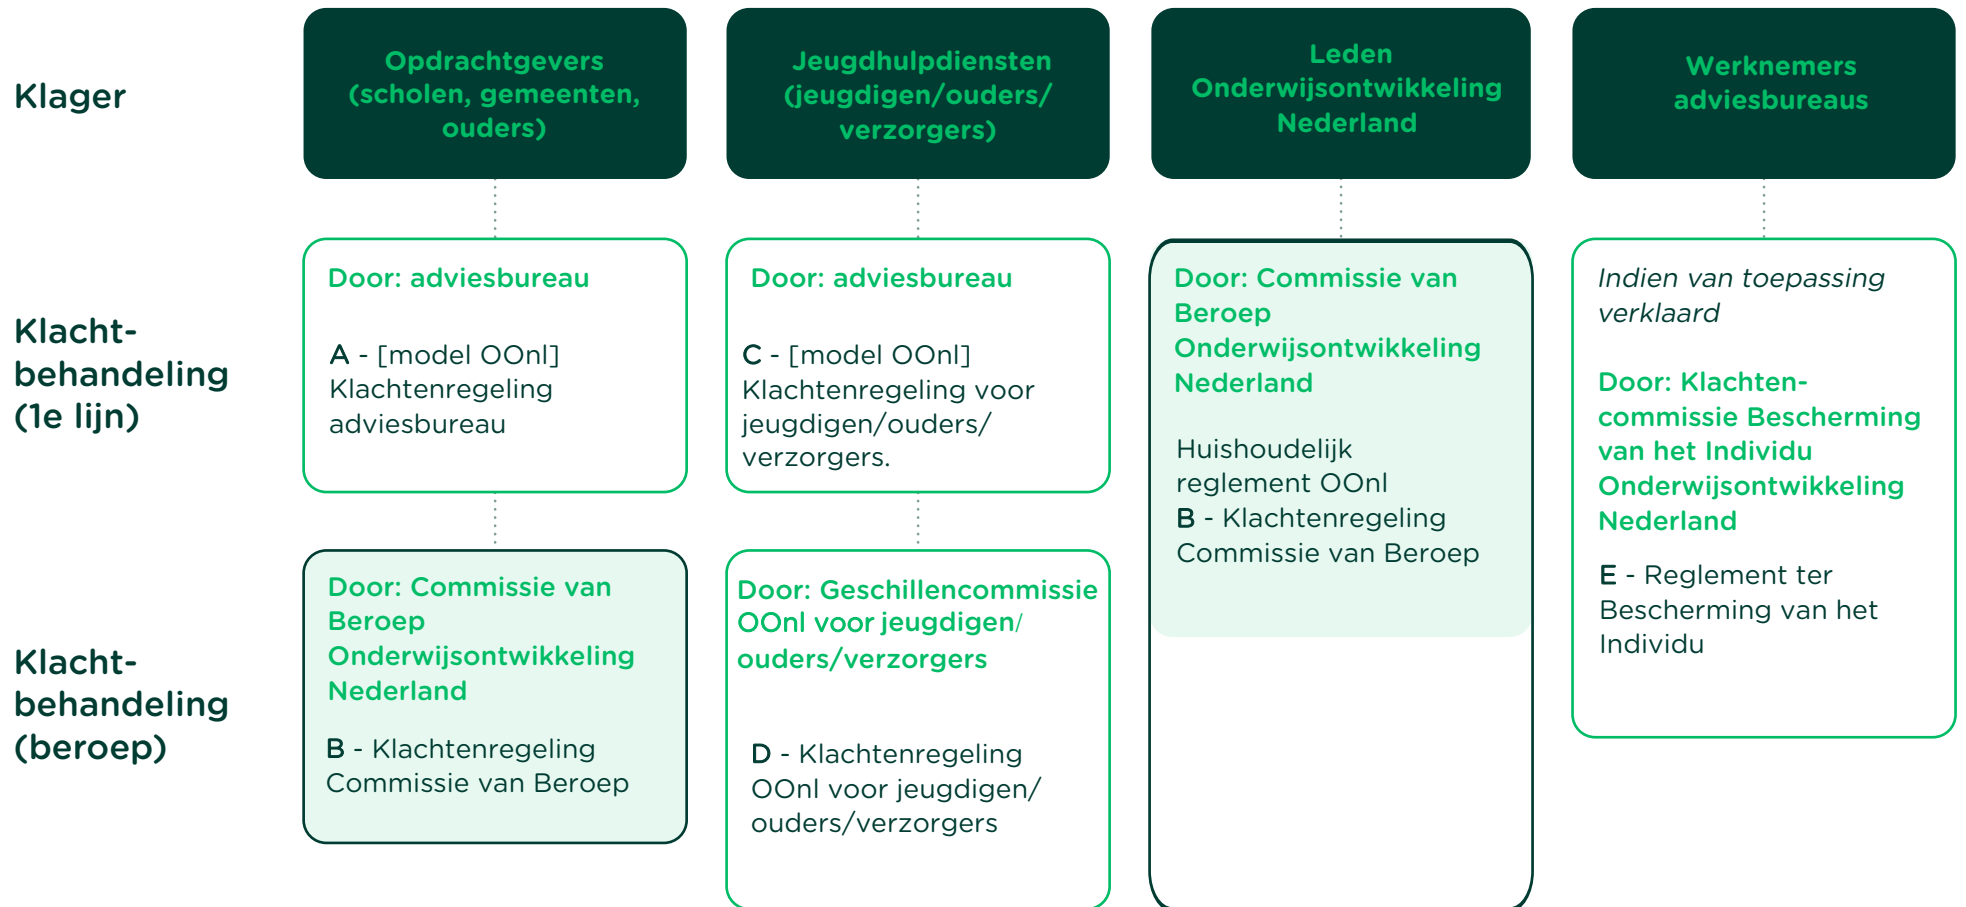 Klager
Opdrachtgevers
(scholen, gemeenten,
ouders)
Jeugdhulpdiensten
(jeugdigen/ouders/
verzorgers)
Leden
Onderwijsontwikkeling
Nederland
Werknemers
adviesbureaus
Klacht-
behandeling
(1e lijn)
Door: adviesbureau
A - [model OOnl]
Klachtenregeling
adviesbureau
Door: adviesbureau
C - [model OOnl]
Klachtenregeling voor
jeugdigen/ouders/
verzorgers.
Door: Commissie van
Beroep
Onderwijsontwikkeling
Nederland
Huishoudelijk
reglement OOnl
B - Klachtenregeling
Commissie van Beroep
Indien van toepassing
verklaard
Door: Klachten-
commissie Bescherming
van het Individu
Onderwijsontwikkeling
Nederland
E - Reglement ter
Bescherming van het
Individu
Klacht-
behandeling
(beroep)
Door: Commissie van
Beroep
Onderwijsontwikkeling
Nederland
B - Klachtenregeling
Commissie van Beroep
Door: Geschillencommissie
OOnl voor jeugdigen/
ouders/verzorgers
D - Klachtenregeling
OOnl voor jeugdigen/
ouders/verzorgers